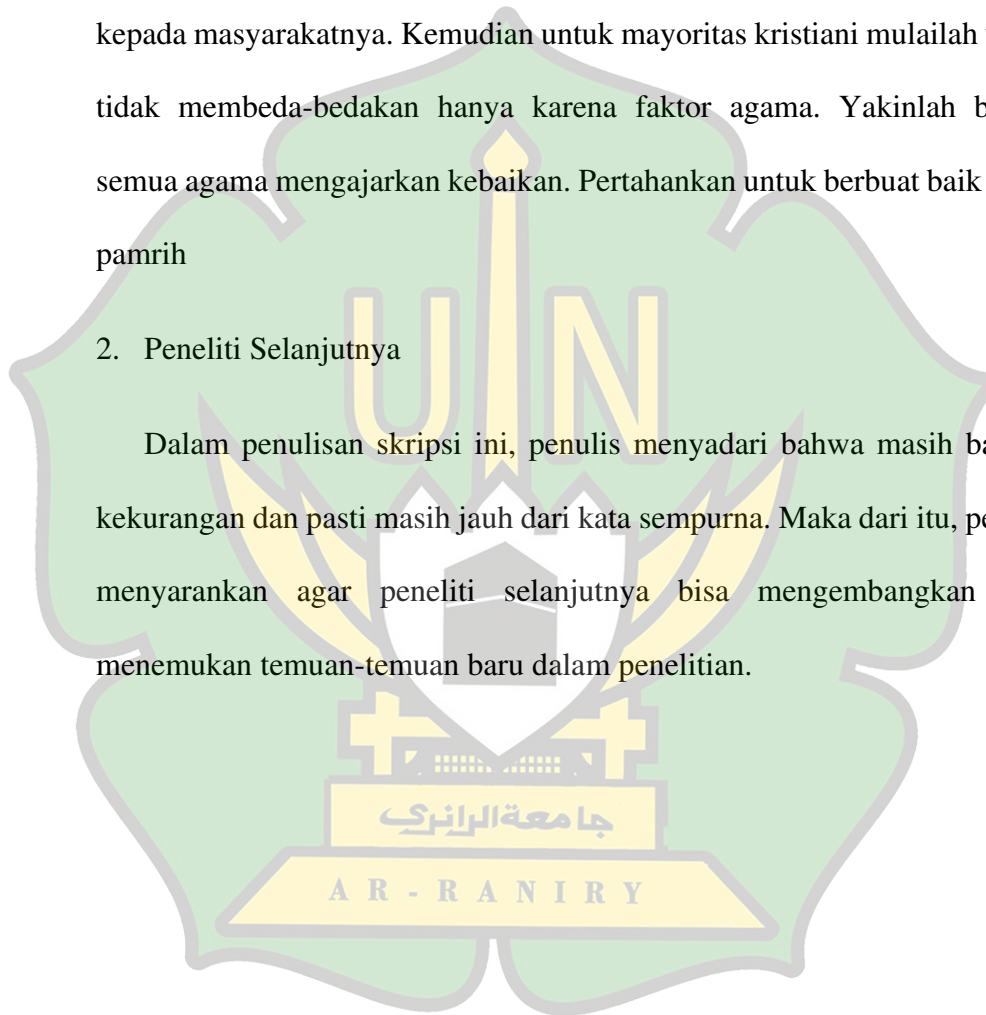 kepada masyarakatnya. Kemudian untuk mayoritas kristiani mulailah
tidak membeda-bedakan hanya karena faktor agama. Yakinlah
semua agama mengajarkan kebaikan. Pertahankan untuk berbuat baik
pamrih
2. Peneliti Selanjutnya
Dalam penulisan skripsi ini, penulis menyadari bahwa masih
kekurangan dan pasti masih jauh dari kata sempurna. Maka dari itu,
menyarankan agar peneliti selanjutnya bisa mengembangkan
menemukan temuan-temuan baru dalam penelitian.
UIN
جامعة الرانري
AR-RANIRY